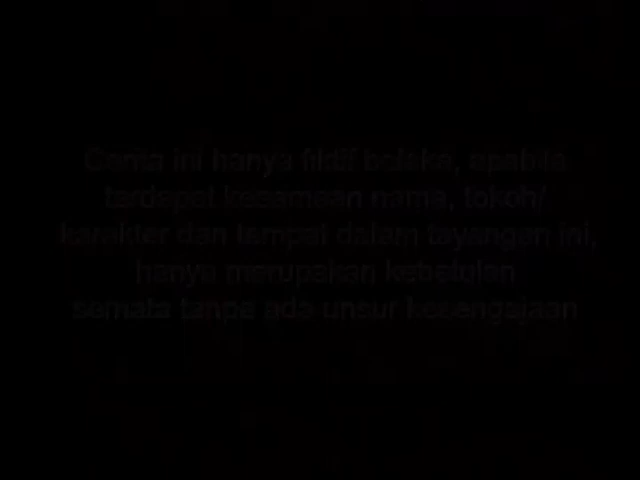 Cerita ini hanya fiktif belaka, apabila
terdapat kesamaan nama, tokoh/
karakter dan tempat dalam tayangan ini,
hanya merupakan kebetulan
semata tanpa ada unsur kesengajaan